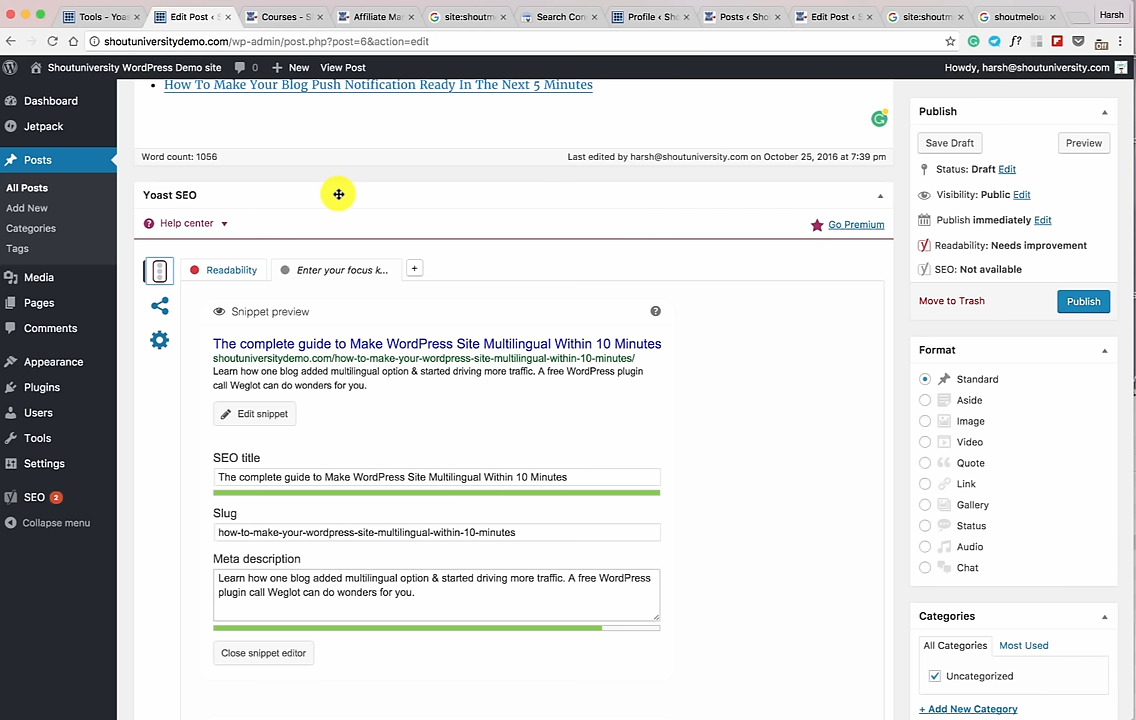 Tools - Yoas
Edit Post ‹ S
Courses - S
Affiliate Ma
site:shoutm
Search Con
Profile ‹ Sh
Posts ‹ Sho
Edit Post ‹ S
site:shoutm
shoutmelou
Harsh
shoutuniversitydemo.com/wp-admin/post.php?post=6&action=edit
f?
Off
Shoutuniversity WordPress Demo site
0
New
View Post
Howdy, harsh@shoutuniversity.com
Dashboard
Jetpack
Posts
All Posts
Add New
Categories
Tags
Media
Pages
Comments
Appearance
Plugins
Users
Tools
Settings
SEO 2
Collapse menu
• How To Make Your Blog Push Notification Ready In The Next 5 Minutes
Word count: 1056
Last edited by harsh@shoutuniversity.com on October 25, 2016 at 7:39 pm
Yoast SEO
Help center
Go Premium
Readability
Enter your focus k...
+
Snippet preview
The complete guide to Make WordPress Site Multilingual Within 10 Minutes
shoutuniversitydemo.com/how-to-make-your-wordpress-site-multilingual-within-10-minutes/
Learn how one blog added multilingual option & started driving more traffic. A free WordPress plugin
call Weglot can do wonders for you.
Edit snippet
SEO title
The complete guide to Make WordPress Site Multilingual Within 10 Minutes
Slug
how-to-make-your-wordpress-site-multilingual-within-10-minutes
Meta description
Learn how one blog added multilingual option & started driving more traffic. A free WordPress
plugin call Weglot can do wonders for you.
Close snippet editor
Publish
Save Draft
Preview
Status: Draft Edit
Visibility: Public Edit
Publish immediately Edit
Readability: Needs improvement
SEO: Not available
Move to Trash
Publish
Format
Standard
Aside
Image
Video
Quote
Link
Gallery
Status
Audio
Chat
Categories
All Categories
Most Used
Uncategorized
+ Add New Category